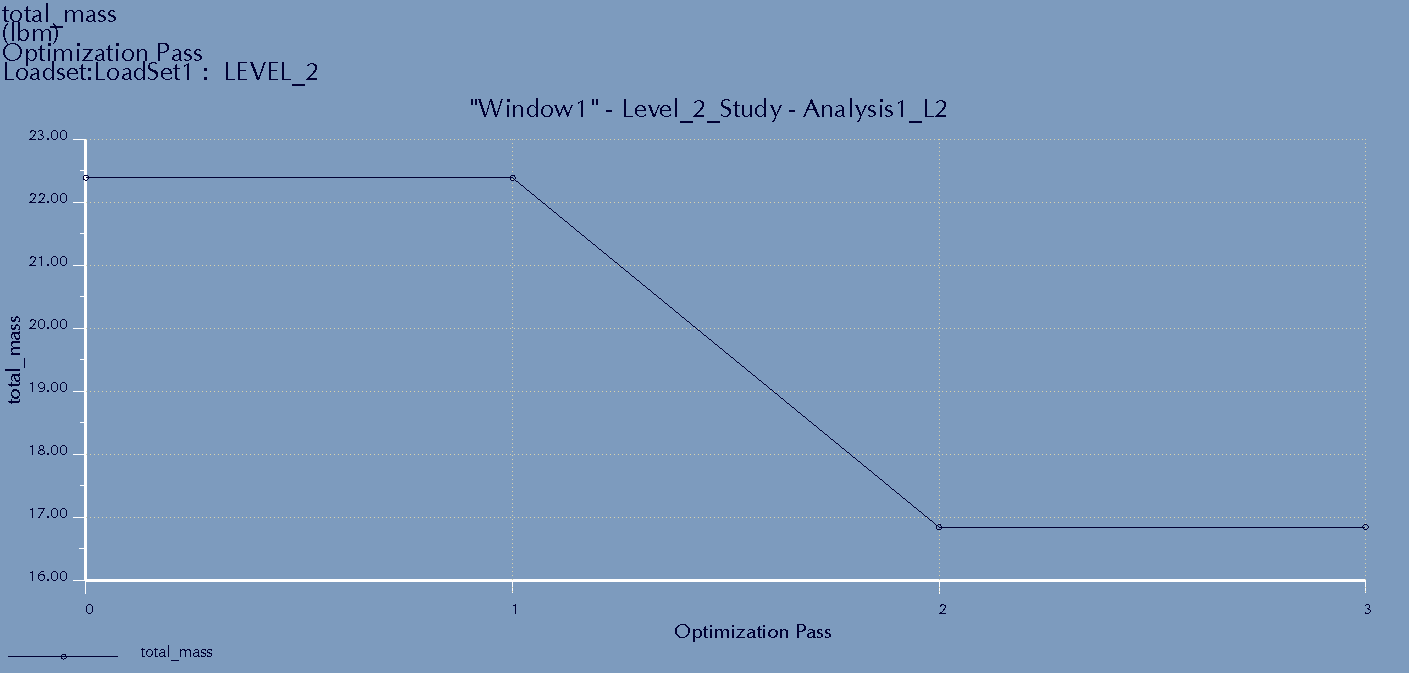 total_mass
(lbm)
Optimization Pass
Loadset:LoadSet1 : LEVEL_2
"Window1" - Level_2_Study - Analysis1_L2
23.00
22.00
21.00
20.00
19.00
18.00
17.00
16.00
total_mass
0 1 2 3
Optimization Pass
total_mass